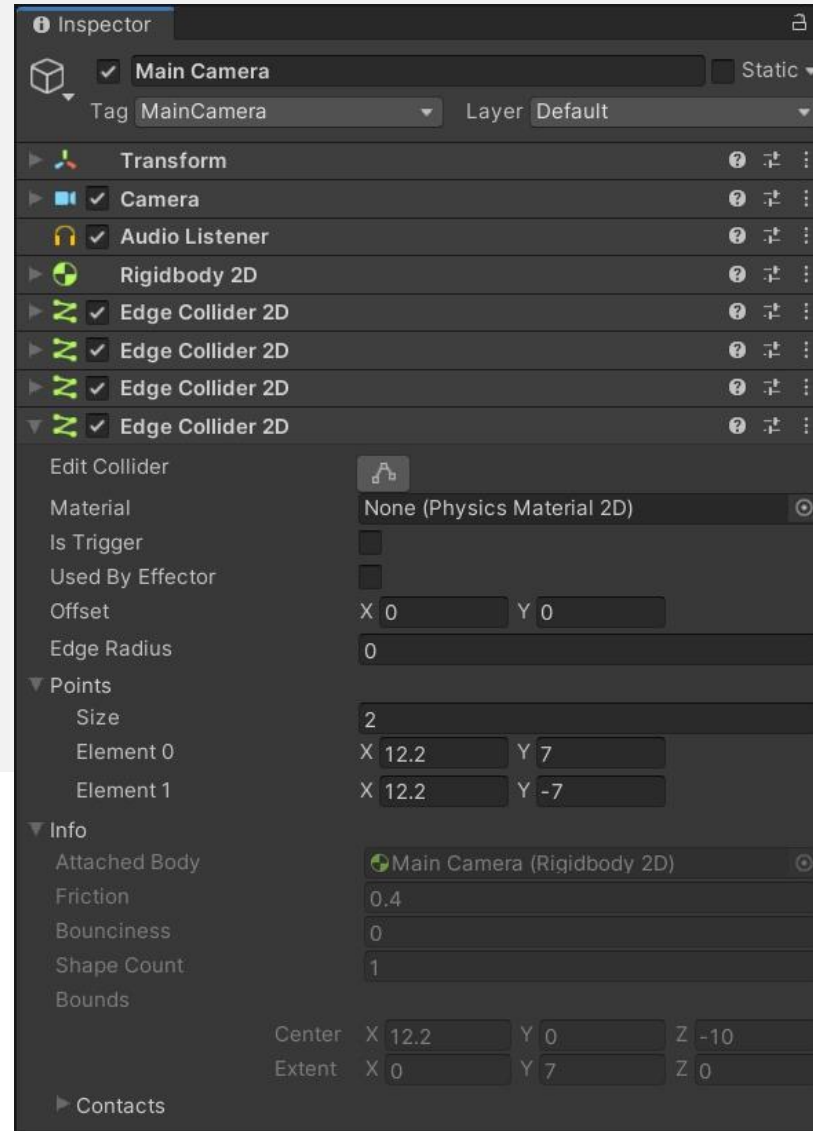 Inspector
Main Camera Static
Tag MainCamera Layer Default
Transform
Camera
Audio Listener
Rigidbody 2D
Edge Collider 2D
Edge Collider 2D
Edge Collider 2D
Edge Collider 2D
Edit Collider
Material None (Physics Material 2D)
Is Trigger
Used By Effector
Offset X 0 Y 0
Edge Radius 0
Points
Size 2
Element 0 X 12.2 Y 7
Element 1 X 12.2 Y -7
Info
Attached Body Main Camera (Rigidbody 2D)
Friction 0.4
Bounciness 0
Shape Count 1
Bounds
Center X 12.2 Y 0 Z -10
Extent X 0 Y 7 Z 0
Contacts